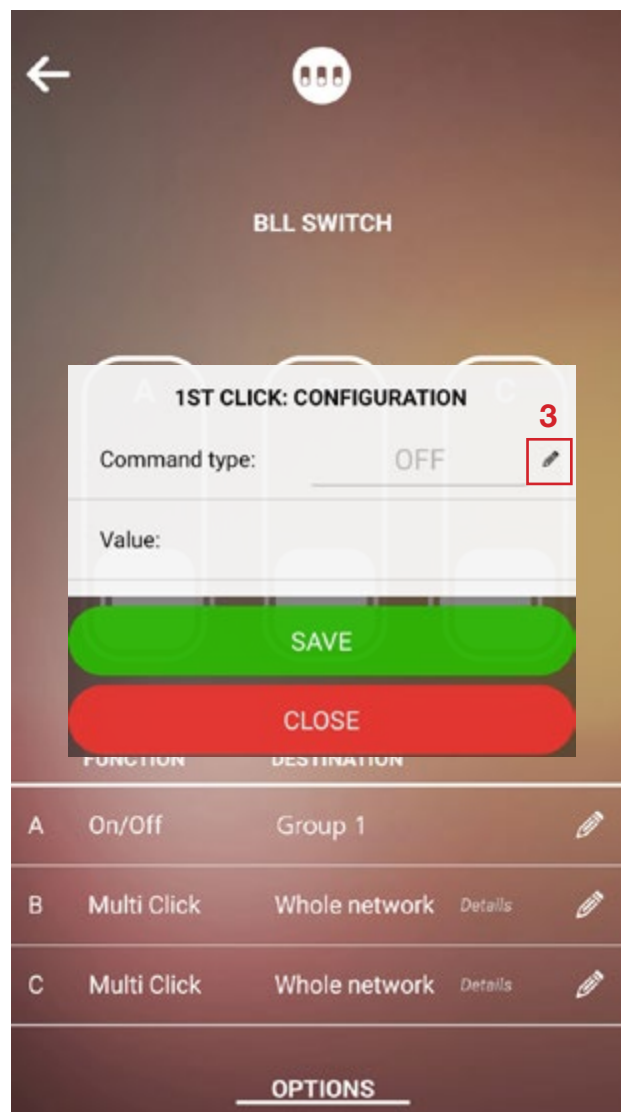 BLL SWITCH
A C
1ST CLICK: CONFIGURATION
3
Command type: OFF
Value:
SAVE
CLOSE
FUNCTION DESTINATION
A On/Off Group 1
B Multi Click Whole network Details
C Multi Click Whole network Details
OPTIONS